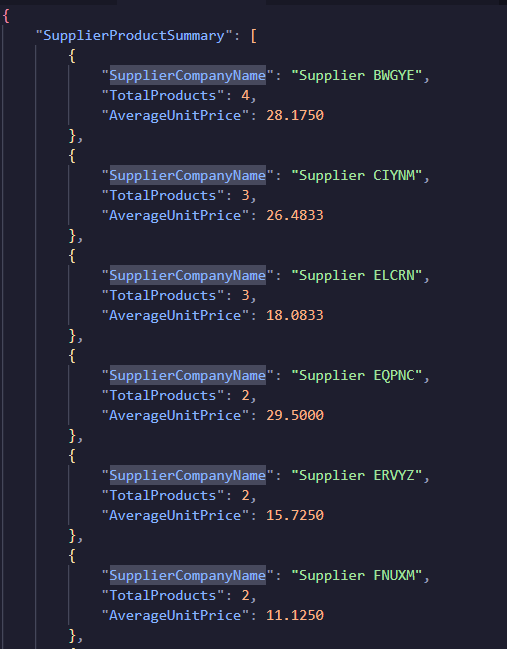 {
"SupplierProductSummary": [
{
"SupplierCompanyName": "Supplier BWGYE",
"TotalProducts": 4,
"AverageUnitPrice": 28.1750
},
{
"SupplierCompanyName": "Supplier CIYNM",
"TotalProducts": 3,
"AverageUnitPrice": 26.4833
},
{
"SupplierCompanyName": "Supplier ELCRN",
"TotalProducts": 3,
"AverageUnitPrice": 18.0833
},
{
"SupplierCompanyName": "Supplier EQPNC",
"TotalProducts": 2,
"AverageUnitPrice": 29.5000
},
{
"SupplierCompanyName": "Supplier ERVYZ",
"TotalProducts": 2,
"AverageUnitPrice": 15.7250
},
{
"SupplierCompanyName": "Supplier FNUXM",
"TotalProducts": 2,
"AverageUnitPrice": 11.1250
},